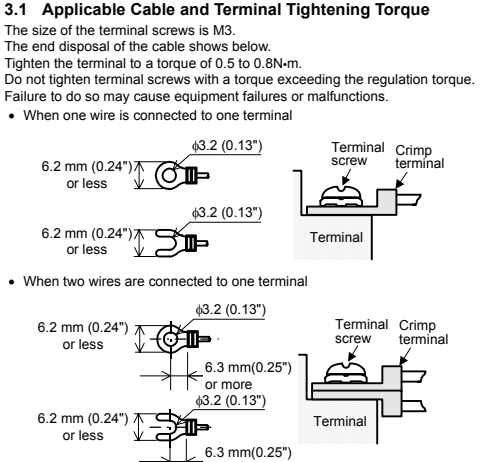 3.1 Applicable Cable and Terminal Tightening Torque
The size of the terminal screws is M3.
The end disposal of the cable shows below.
Tighten the terminal to a torque of 0.5 to 0.8N•m.
Do not tighten terminal screws with a torque exceeding the regulation torque.
Failure to do so may cause equipment failures or malfunctions.
• When one wire is connected to one terminal
ϕ3.2 (0.13")
6.2 mm (0.24")
or less
ϕ3.2 (0.13")
6.2 mm (0.24")
or less
Terminal
screw
Crimp
terminal
Terminal
• When two wires are connected to one terminal
ϕ3.2 (0.13")
6.2 mm (0.24")
or less
6.3 mm(0.25")
or more
ϕ3.2 (0.13")
6.2 mm (0.24")
or less
6.3 mm(0.25")
Terminal
screw
Crimp
terminal
Terminal